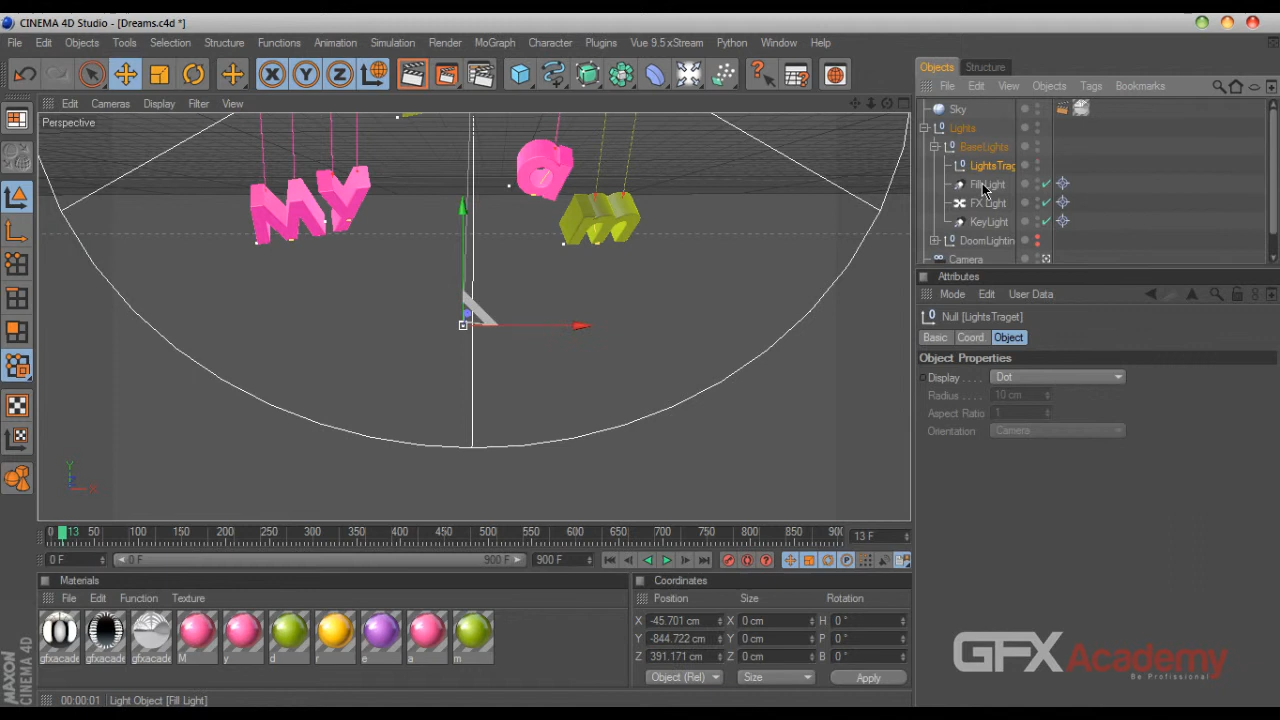 CINEMA 4D Studio - [Dreams.c4d *]
File Edit Objects Tools Selection Structure Functions Animation Simulation Render MoGraph Character Plugins Vue 9.5 xStream Python Window Help
Edit Cameras Display Filter View
Perspective
Objects Structure
File Edit View Objects Tags Bookmarks
Sky
Lights
BaseLights
LightsTrag
Fill Light
FX Light
KeyLight
DoomLightin
Camera
Attributes
Mode Edit User Data
Null [LightsTraget]
Basic Coord Object
Object Properties
Display . . . . Dot
Radius . . . . 10 cm
Aspect Ratio 1
Orientation Camera
MY
Y
X
0 13 50 100 150 200 250 300 350 400 450 500 550 600 650 700 750 800 850 90 13 F
0 F 0 F 900 F 900 F
Materials
File Edit Function Texture
gfxacade gfxacade gfxacade M y d r e a m
Coordinates
Position Size Rotation
X -45.701 cm X 0 cm H 0 °
Y -844.722 cm Y 0 cm P 0 °
Z 391.171 cm Z 0 cm B 0 °
Object (Rel) Size Apply
MAXON
CINEMA 4D
00:00:01 Light Object [Fill Light]
GFXAcademy
Be Profissional